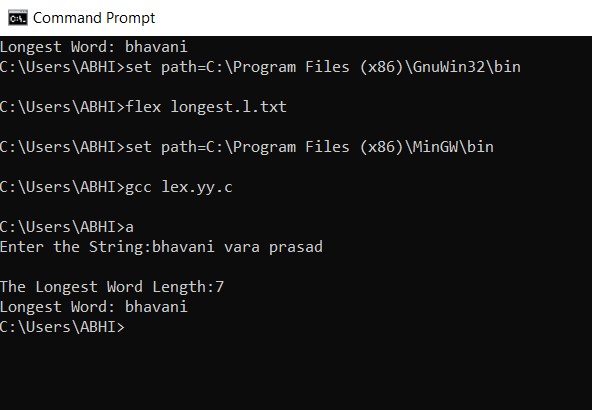 Command Prompt
Longest Word: bhavani
C:\Users\ABHI>set path=C:\Program Files (x86)\GnuWin32\bin
C:\Users\ABHI>flex longest.l.txt
C:\Users\ABHI>set path=C:\Program Files (x86)\MinGW\bin
C:\Users\ABHI>gcc lex.yy.c
C:\Users\ABHI>a
Enter the String:bhavani vara prasad
The Longest Word Length:7
Longest Word: bhavani
C:\Users\ABHI>